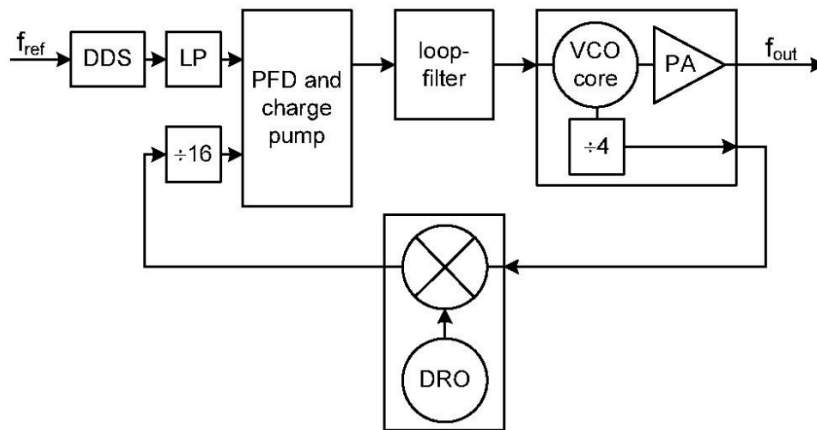 f_ref
DDS
LP
÷16
PFD and
charge
pump
loop-
filter
VCO
core
PA
f_out
÷4
DRO